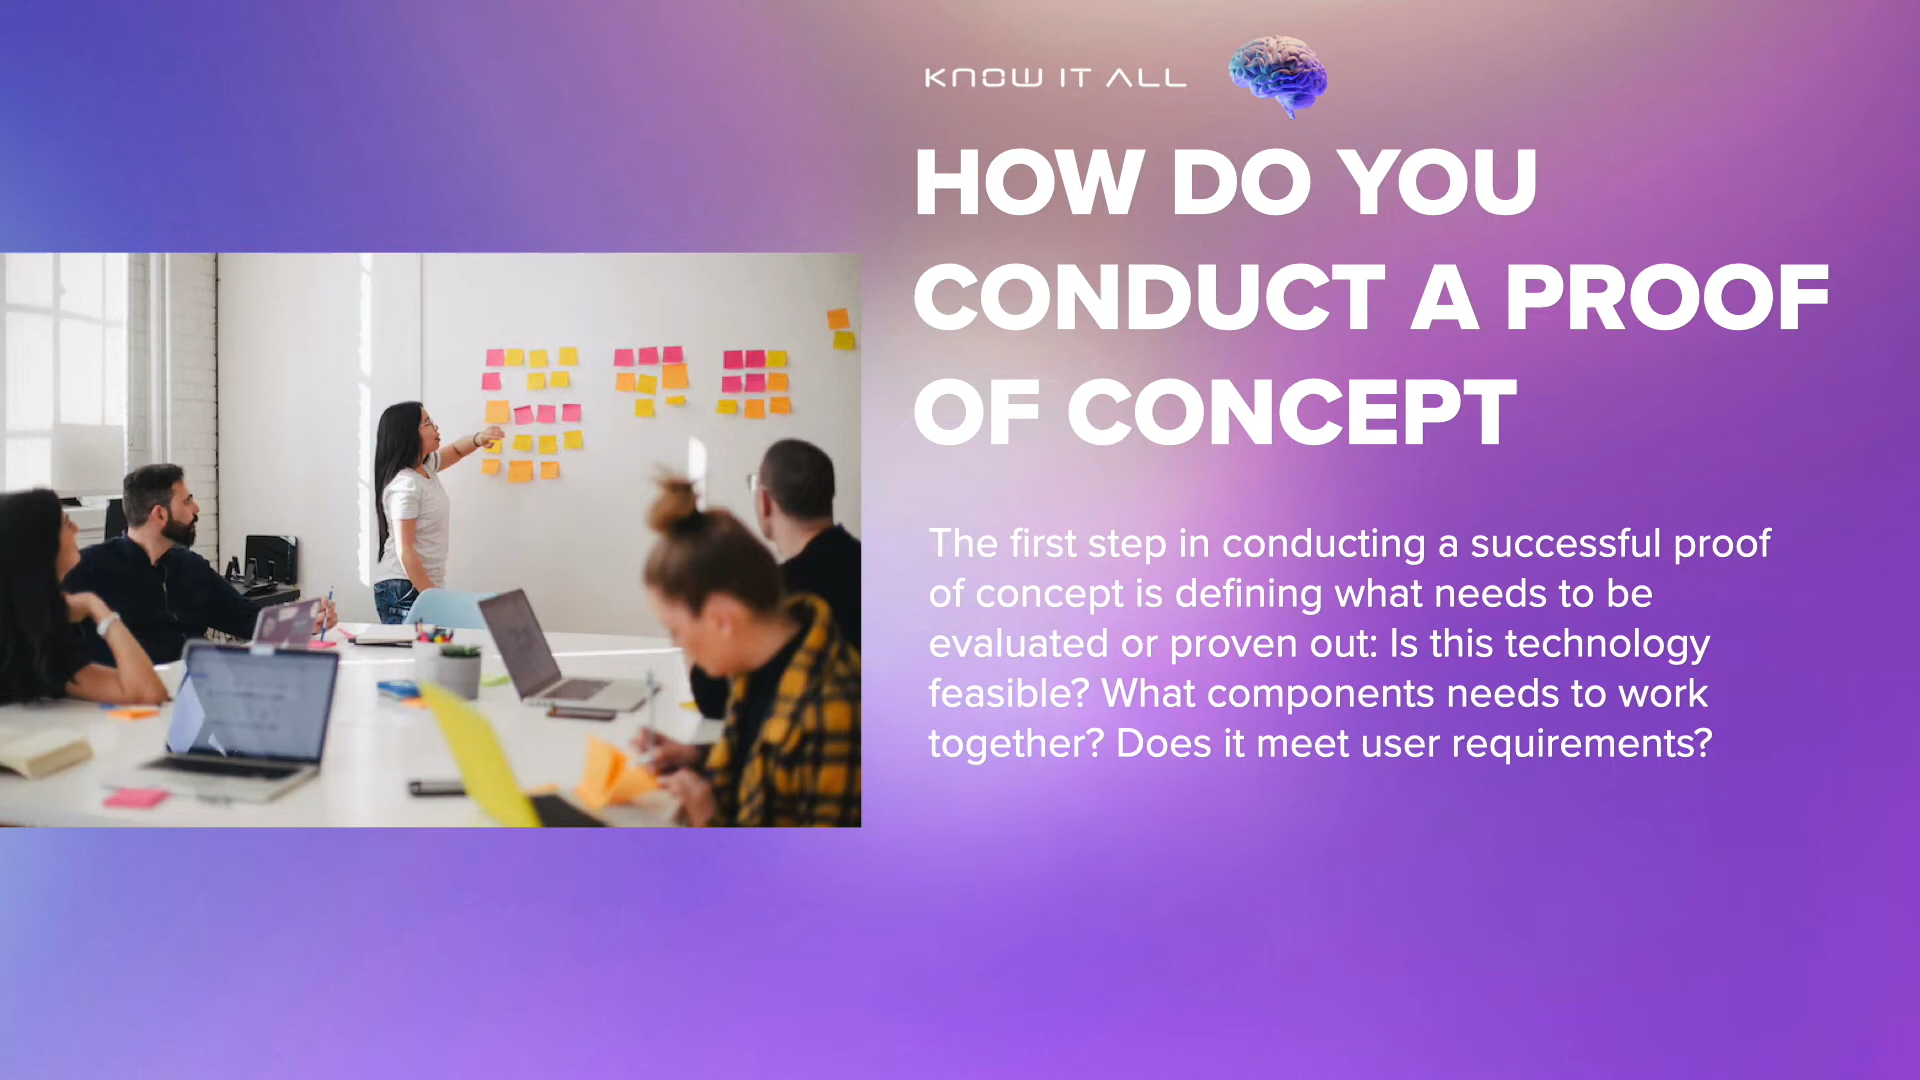 KNOW IT ALL
HOW DO YOU
CONDUCT A PROOF
OF CONCEPT
The first step in conducting a successful proof
of concept is defining what needs to be
evaluated or proven out: Is this technology
feasible? What components needs to work
together? Does it meet user requirements?